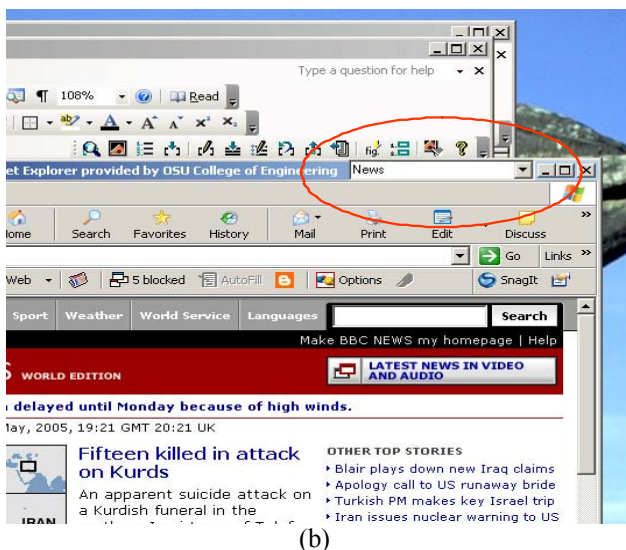 Type a question for help
108% Read
ab A A A x² x₂
fig
et Explorer provided by OSU College of Engineering News
Home Search Favorites History Mail Print Edit Discuss
Go Links
Web 5 blocked AutoFill Options SnagIt
Sport Weather World Service Languages Search
Make BBC NEWS my homepage | Help
S WORLD EDITION LATEST NEWS IN VIDEO
AND AUDIO
delayed until Monday because of high winds.
May, 2005, 19:21 GMT 20:21 UK
Fifteen killed in attack
on Kurds
An apparent suicide attack on
a Kurdish funeral in the
IRAN
OTHER TOP STORIES
Blair plays down new Iraq claims
Apology call to US runaway bride
Turkish PM makes key Israel trip
Iran issues nuclear warning to US
(b)